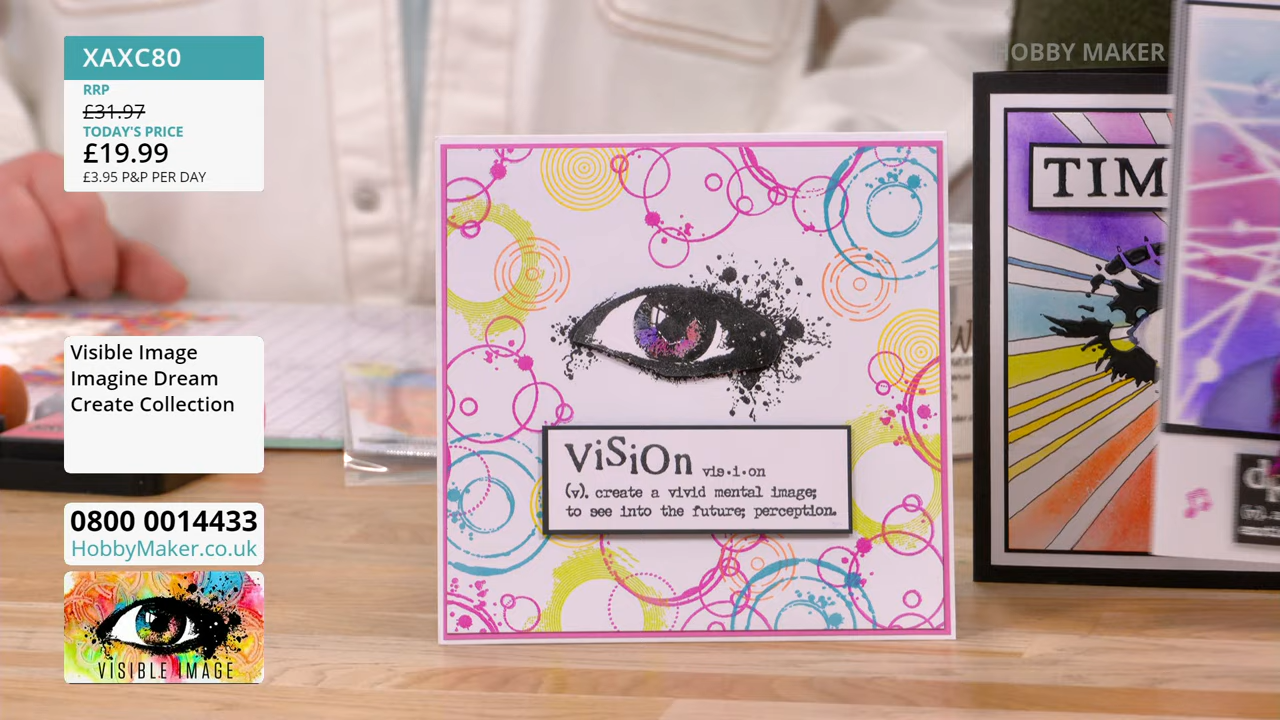 XAXC80
RRP
£31.97
TODAY'S PRICE
£19.99
£3.95 P&P PER DAY
Visible Image
Imagine Dream
Create Collection
0800 0014433
HobbyMaker.co.uk
VISIBLE IMAGE
HOBBY MAKER
TIM
ViSiOn vis·i·on
(v). create a vivid mental image;
to see into the future; perception.